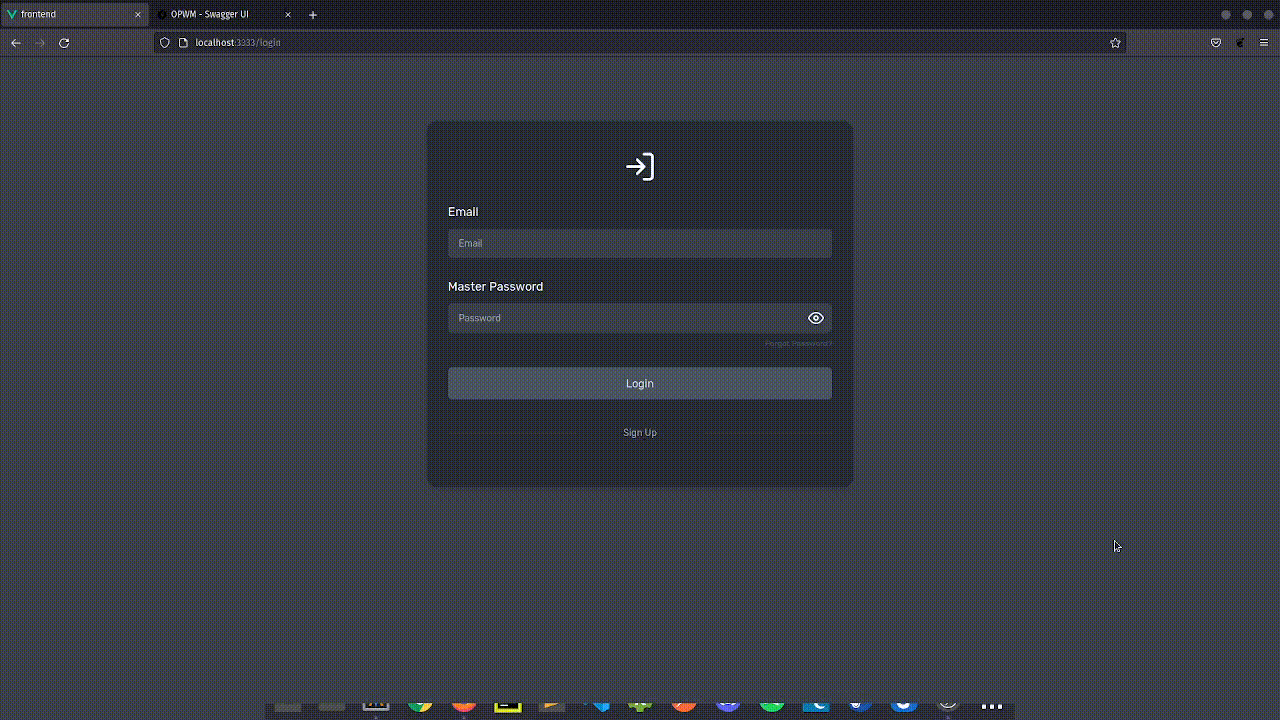 frontend
OPWM - Swagger UI
localhost:3333/login
Email
Email
Master Password
Password
Forgot Password?
Login
Sign Up